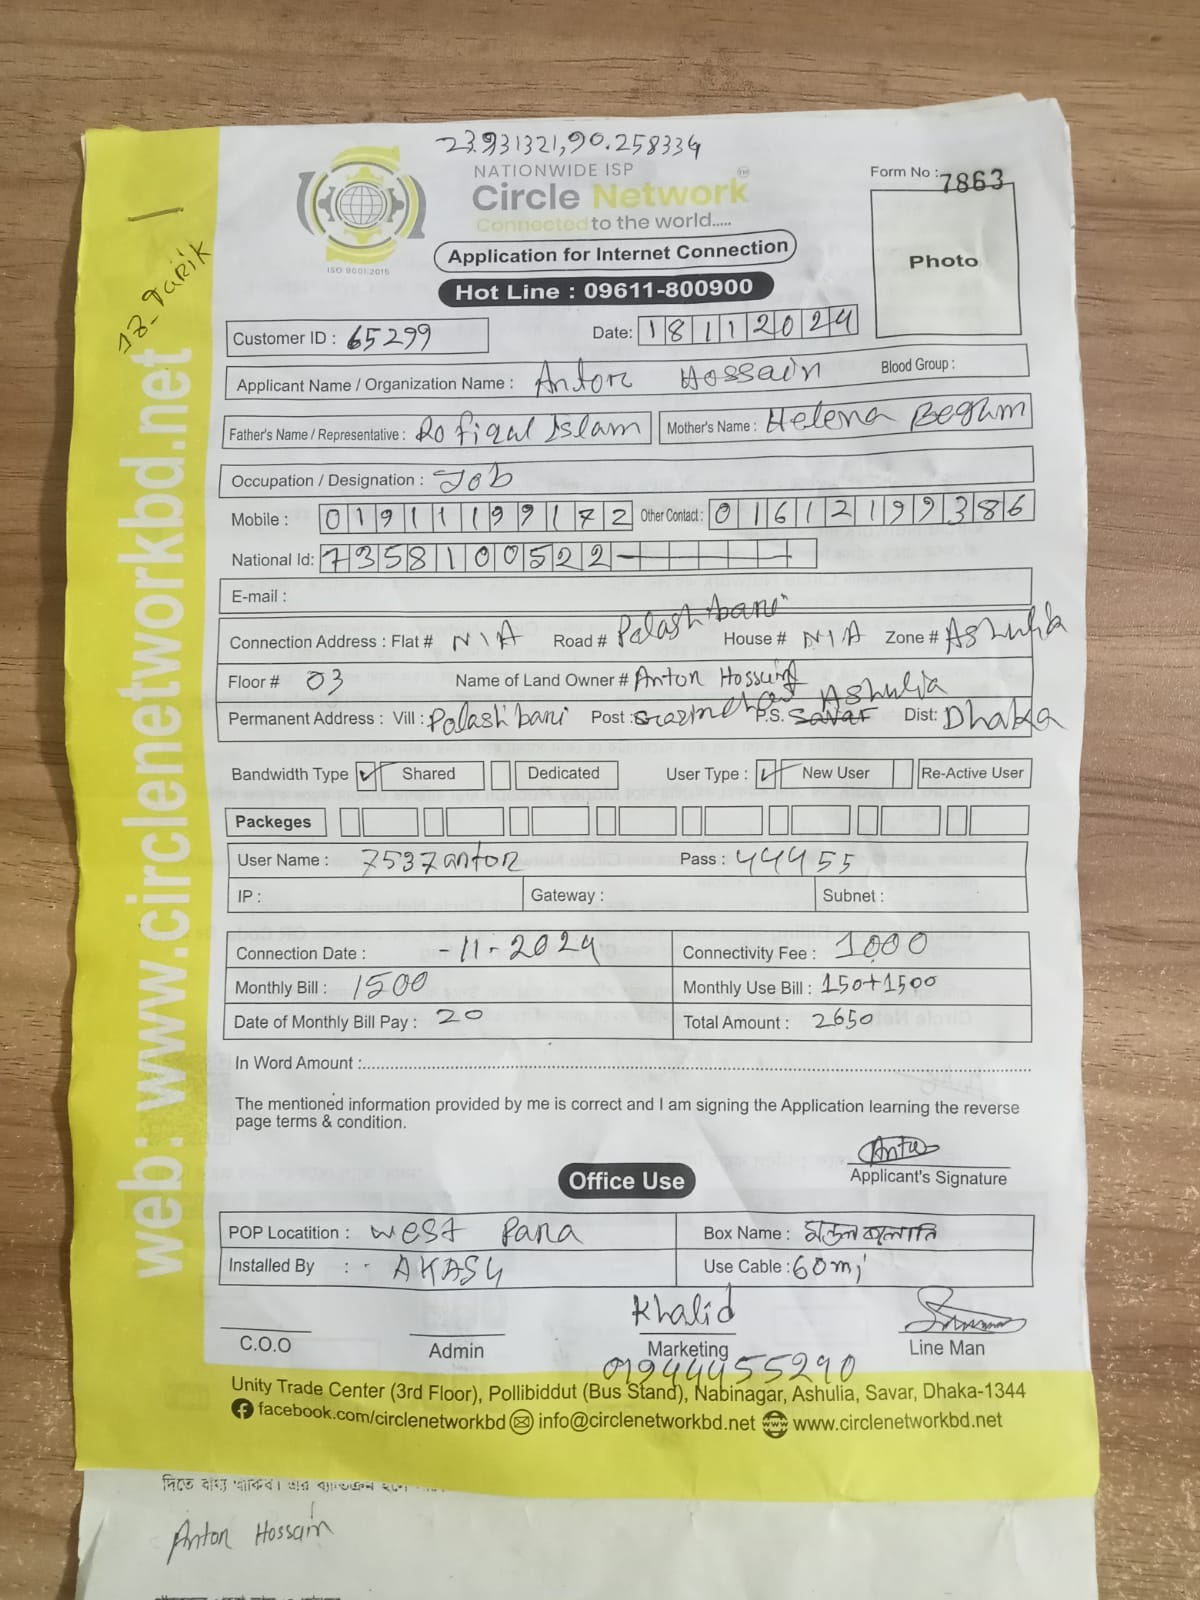 23.931321,90.258334
NATIONWIDE ISP
Circle Network
Connected to the world.....
ISO 9001:2015
Form No : 7863
Photo
Application for Internet Connection
Hot Line : 09611-800900
18-Tarik
web: www.circlenetworkbd.net
Customer ID : 65299 Date: 18112024
Applicant Name / Organization Name : Anton Hossain Blood Group :
Father's Name / Representative : Rofiqal Islam Mother's Name : Helena Begum
Occupation / Designation : Job
Mobile : 01911199172 Other Contact : 01612199386
National Id: 7358100522
E-mail :
Connection Address : Flat # N/A Road # Palashbani House # N/A Zone # Ashulia
Floor # 03 Name of Land Owner # Anton Hossain
Permanent Address : Vill : Palashbani Post : P.S. Savar Ashulia Dist: Dhaka
Bandwidth Type ✓ Shared Dedicated User Type : ✓ New User Re-Active User
Packeges
User Name : 7537anton Pass : 44455
IP : Gateway : Subnet :
Connection Date : -11-2024 Connectivity Fee : 1000
Monthly Bill : 1500 Monthly Use Bill : 150+1500
Date of Monthly Bill Pay : 20 Total Amount : 2650
In Word Amount :
The mentioned information provided by me is correct and I am signing the Application learning the reverse
page terms & condition.
Applicant's Signature
Office Use
POP Locatition : West Para Box Name :
Installed By : AKASH Use Cable : 60mi
Khalid
C.O.O Admin Marketing Line Man
01944455290
Unity Trade Center (3rd Floor), Pollibiddut (Bus Stand), Nabinagar, Ashulia, Savar, Dhaka-1344
facebook.com/circlenetworkbd info@circlenetworkbd.net www.circlenetworkbd.net
Anton Hossain